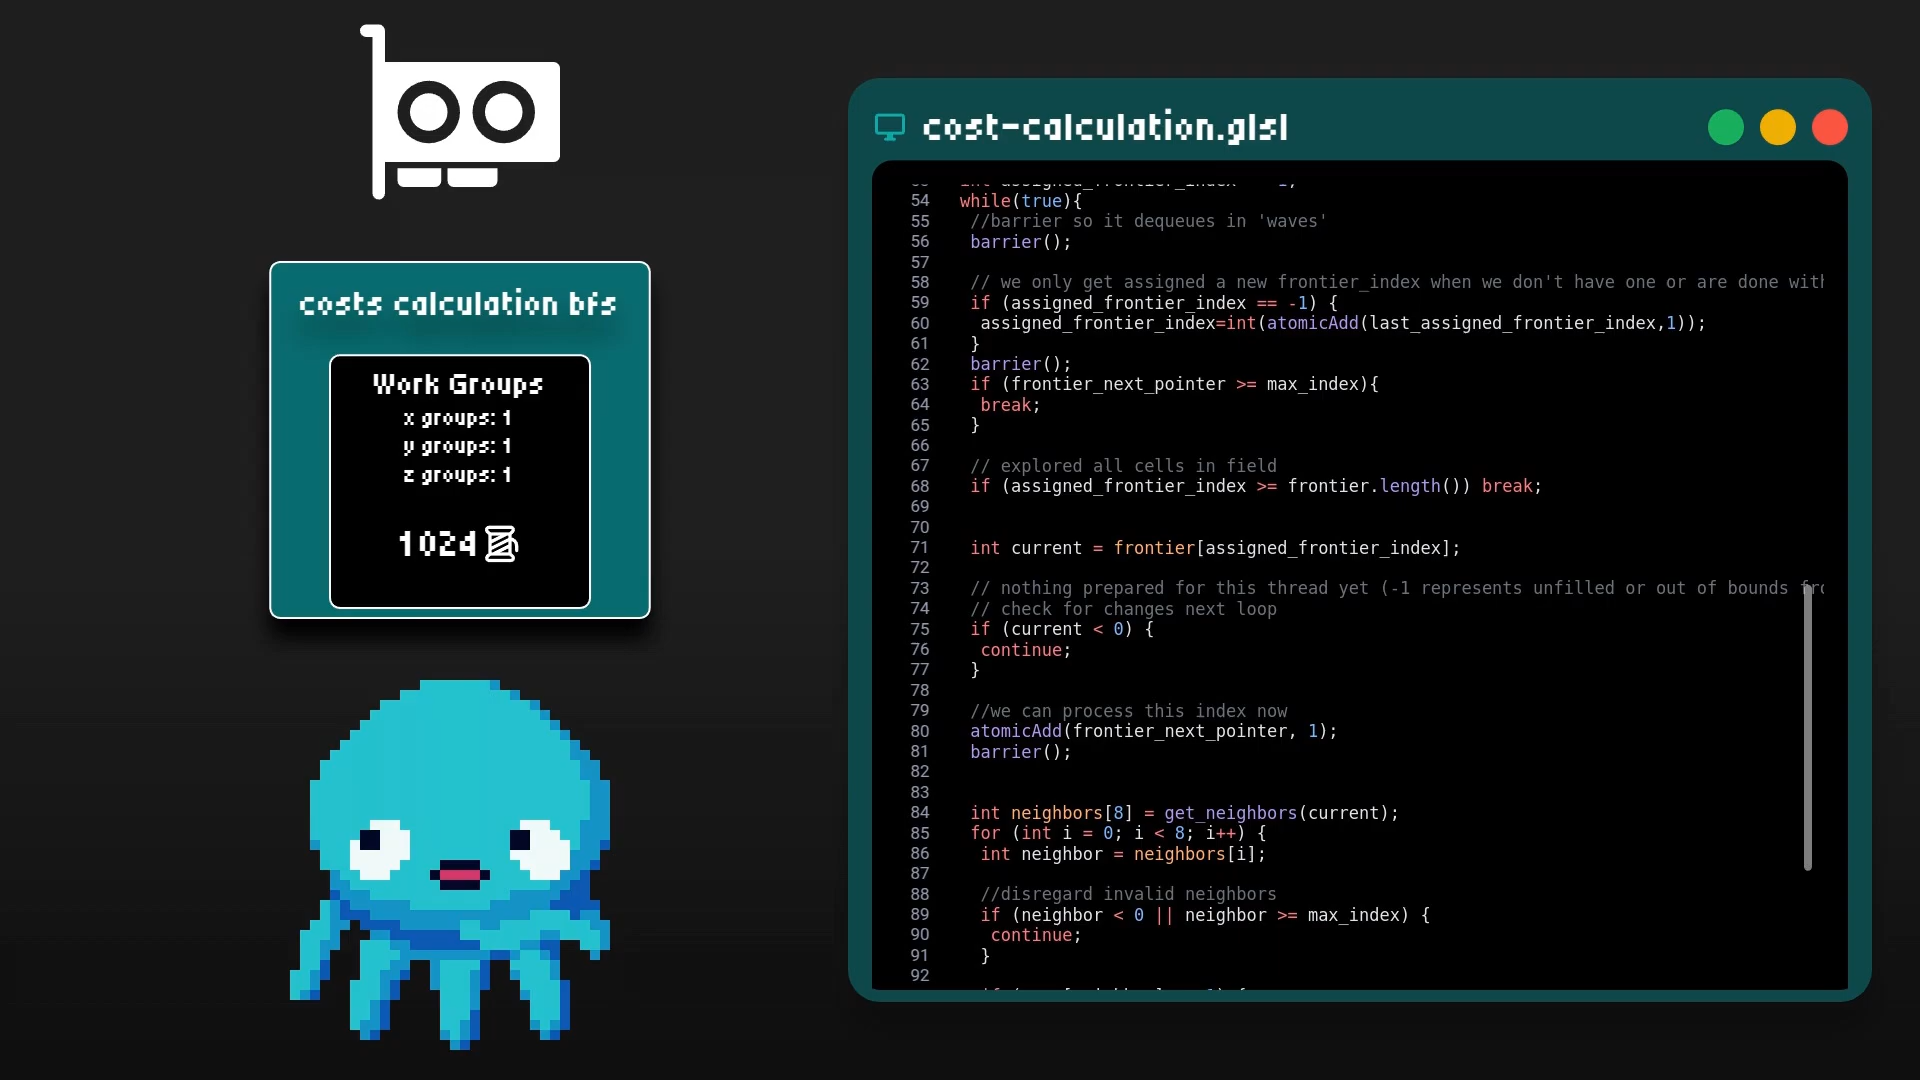 costs calculation bfs
Work Groups
x groups: 1
y groups: 1
z groups: 1
1024
cost-calculation.glsl
54 while(true){
55 //barrier so it dequeues in 'waves'
56 barrier();
57
58 // we only get assigned a new frontier_index when we don't have one or are done with
59 if (assigned_frontier_index == -1) {
60 assigned_frontier_index=int(atomicAdd(last_assigned_frontier_index,1));
61 }
62 barrier();
63 if (frontier_next_pointer >= max_index){
64 break;
65 }
66
67 // explored all cells in field
68 if (assigned_frontier_index >= frontier.length()) break;
69
70
71 int current = frontier[assigned_frontier_index];
72
73 // nothing prepared for this thread yet (-1 represents unfilled or out of bounds
74 // check for changes next loop
75 if (current < 0) {
76 continue;
77 }
78
79 //we can process this index now
80 atomicAdd(frontier_next_pointer, 1);
81 barrier();
82
83
84 int neighbors[8] = get_neighbors(current);
85 for (int i = 0; i < 8; i++) {
86 int neighbor = neighbors[i];
87
88 //disregard invalid neighbors
89 if (neighbor < 0 || neighbor >= max_index) {
90 continue;
91 }
92